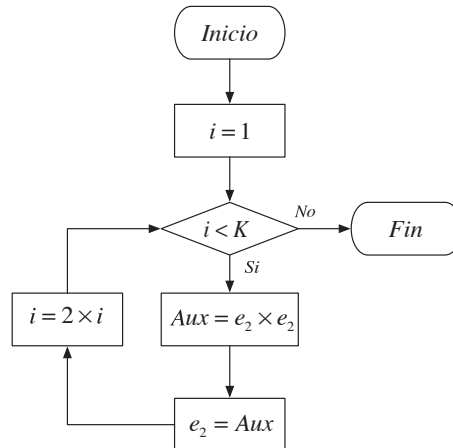 Inicio
i = 1
i < K
No
Fin
Si
i = 2 × i
Aux = e₂ × e₂
e₂ = Aux